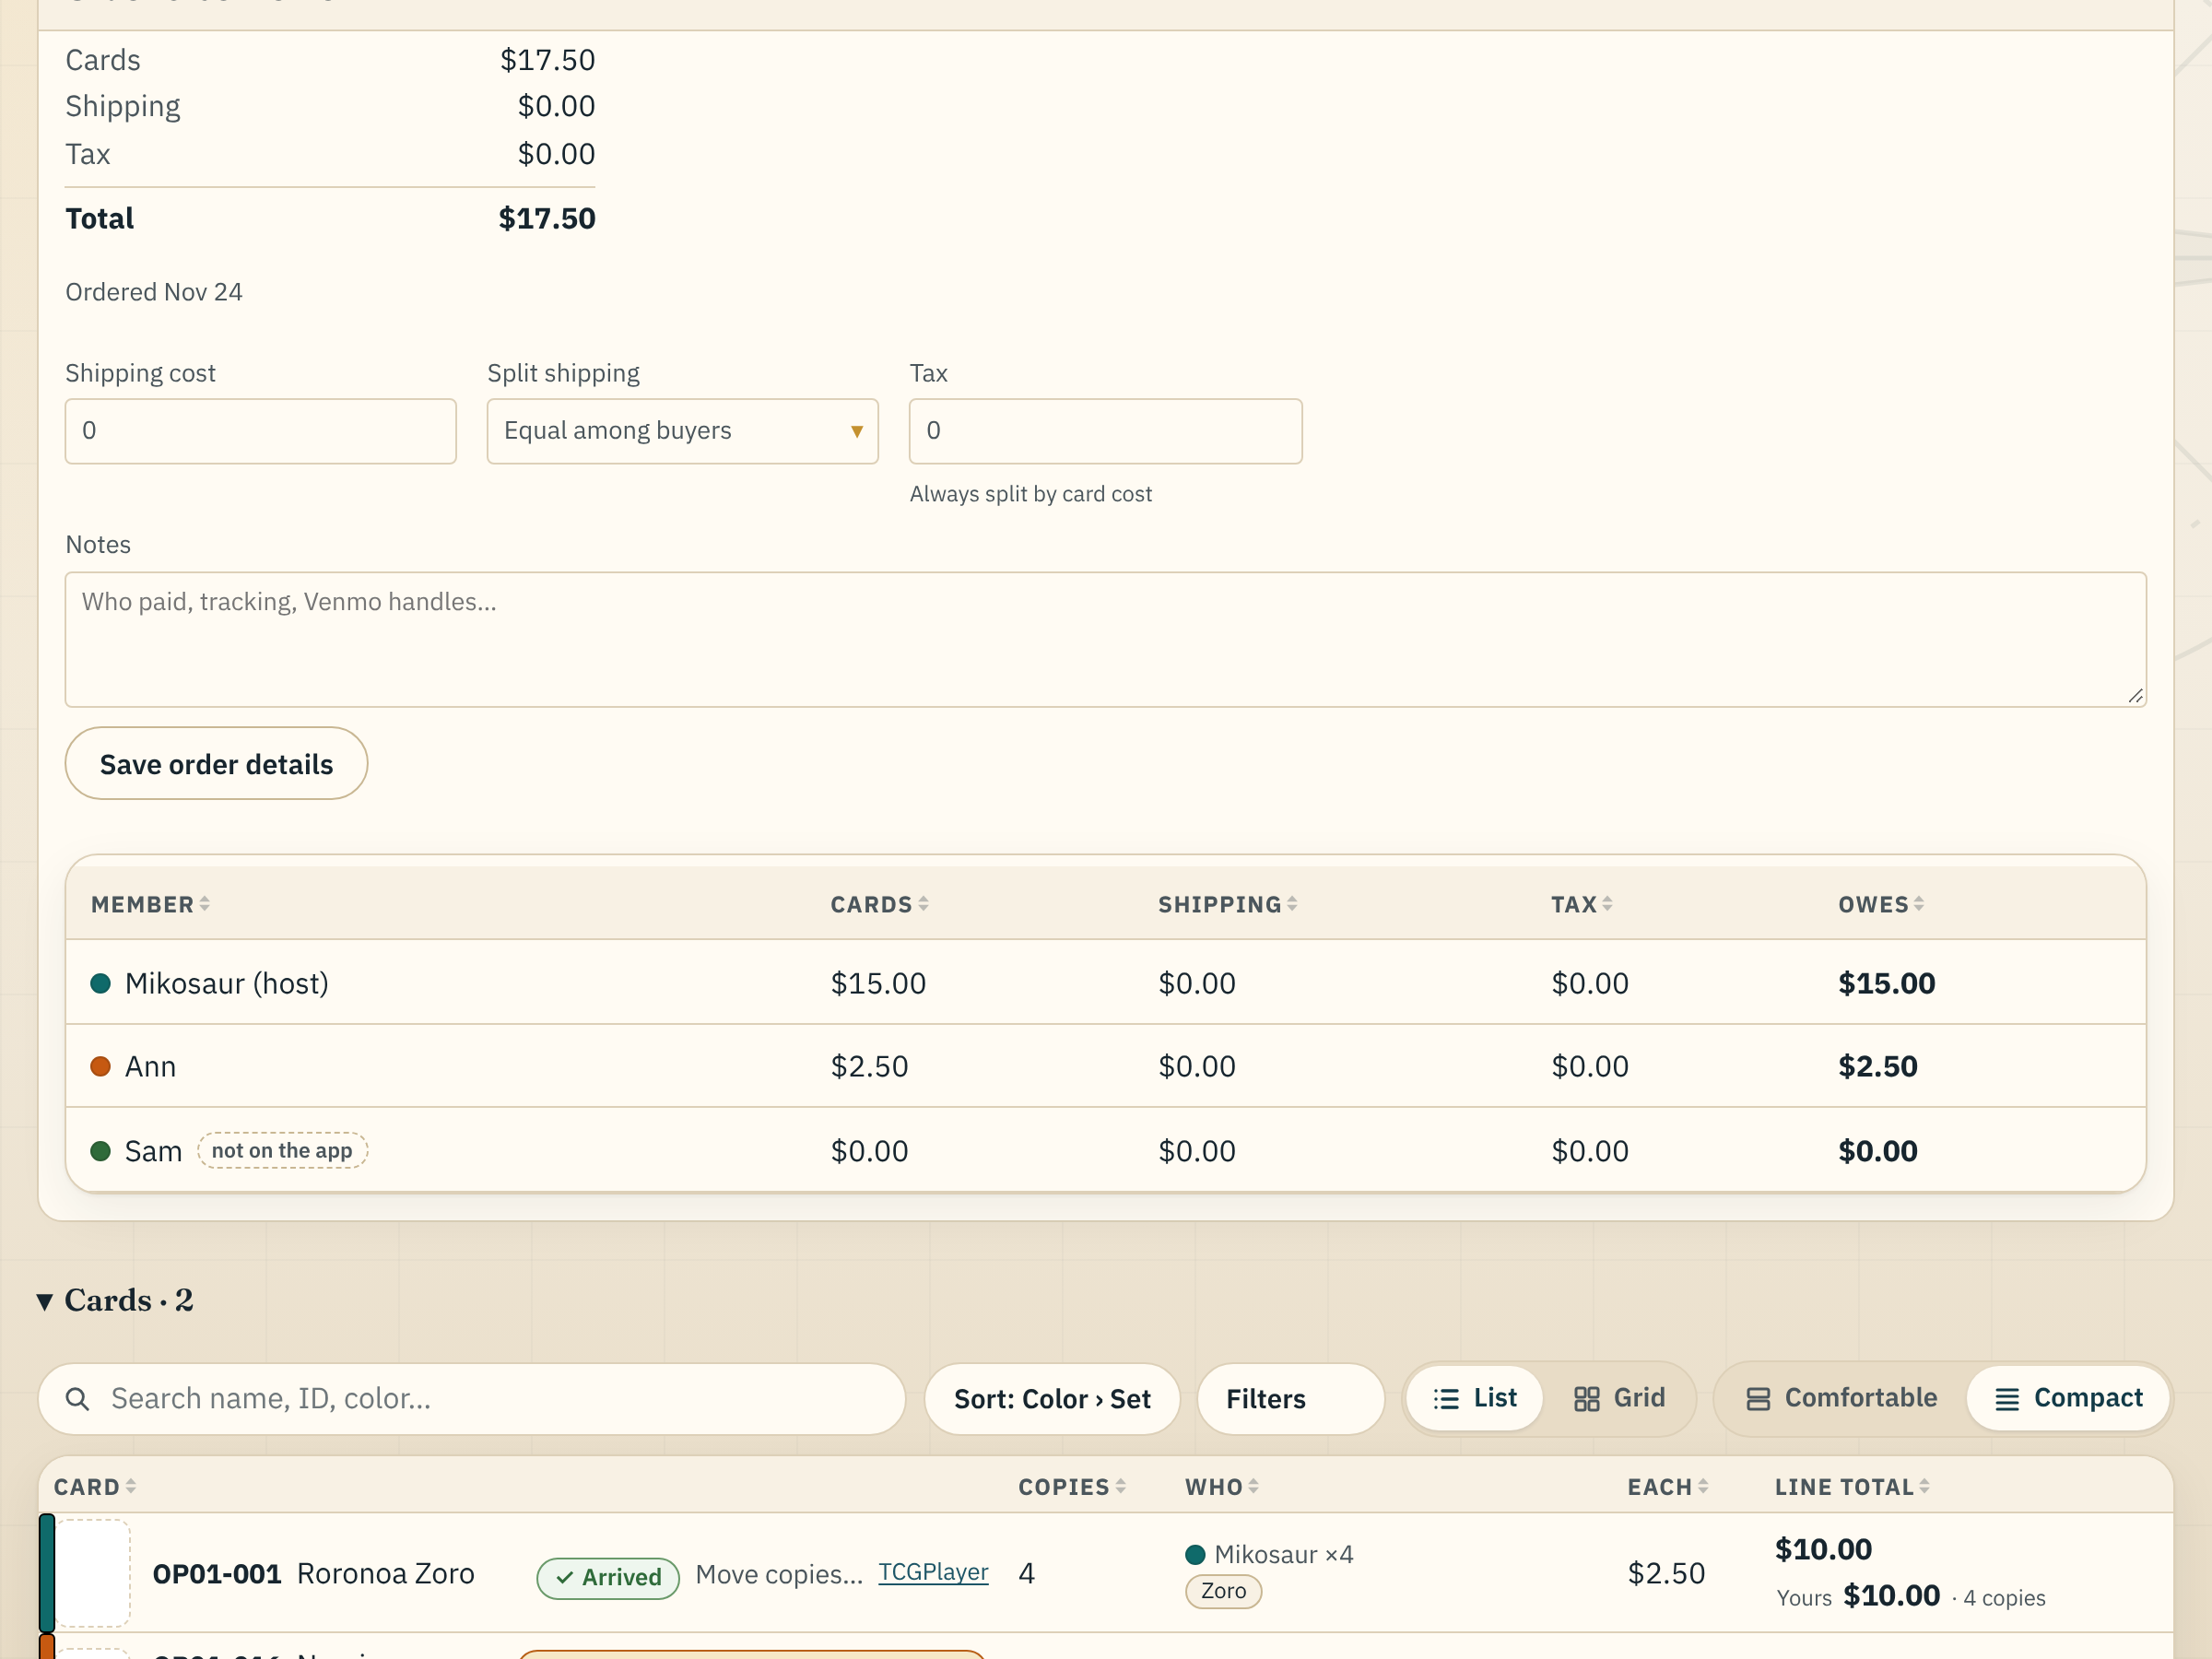 Cards $17.50
Shipping $0.00
Tax $0.00
Total $17.50
Ordered Nov 24
Shipping cost Split shipping Tax
0 Equal among buyers ▼ 0
Always split by card cost
Notes
Who paid, tracking, Venmo handles...
Save order details
MEMBER CARDS SHIPPING TAX OWES
Mikosaur (host) $15.00 $0.00 $0.00 $15.00
Ann $2.50 $0.00 $0.00 $2.50
Sam not on the app $0.00 $0.00 $0.00 $0.00
▼ Cards · 2
Search name, ID, color... Sort: Color › Set Filters List Grid Comfortable Compact
CARD COPIES WHO EACH LINE TOTAL
OP01-001 Roronoa Zoro ✓ Arrived Move copies... TCGPlayer 4 Mikosaur ×4 $2.50 $10.00
Zoro Yours $10.00 · 4 copies